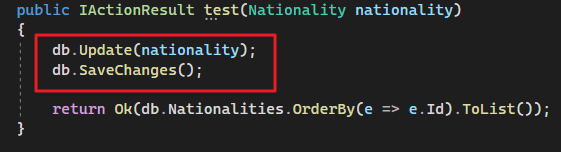 public IActionResult test(Nationality nationality)
{
db.Update(nationality);
db.SaveChanges();
return Ok(db.Nationalities.OrderBy(e => e.Id).ToList());
}